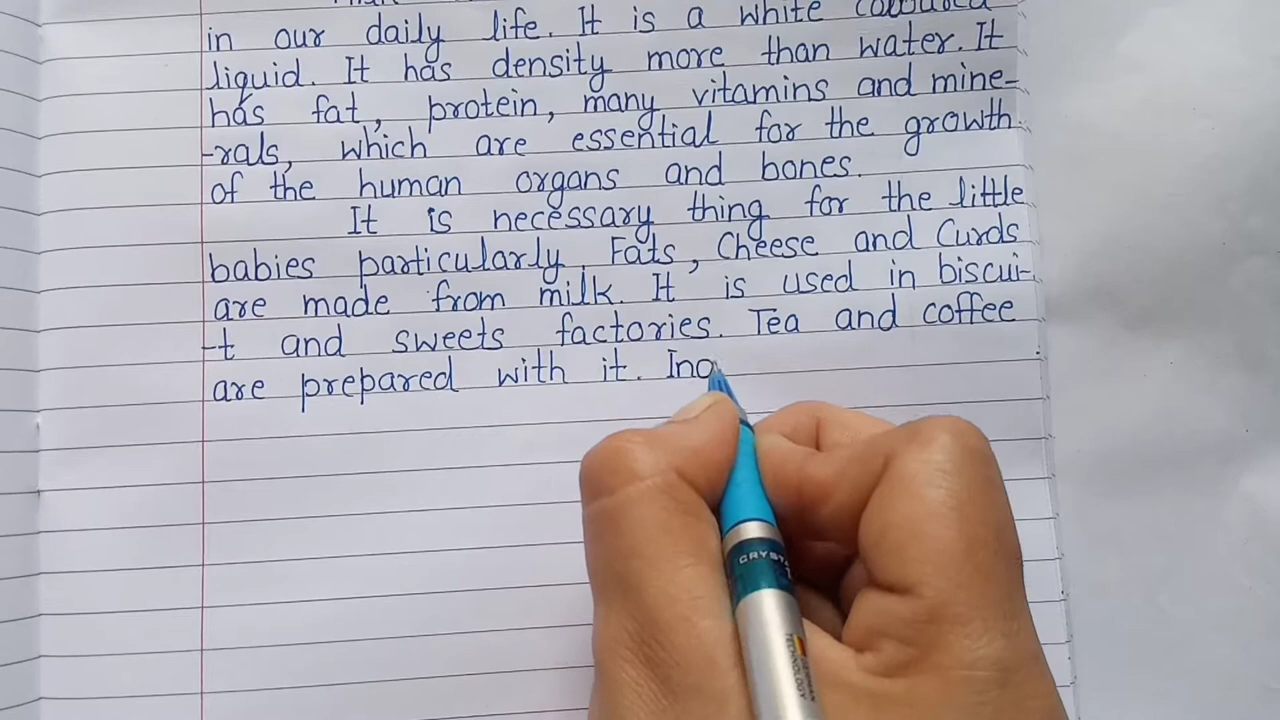 in our daily life. It is a white
liquid. It has density more than water. It
has fat, protein, many vitamins and mine-
-rals, which are essential for the growth
of the human organs and bones.
It is necessary thing for the little
babies particularly. Fats, Cheese and Curds
are made from milk. It is used in biscui-
-t and sweets factories. Tea and coffee
are prepared with it. Ino
GERMAN
TECHNOLOGY